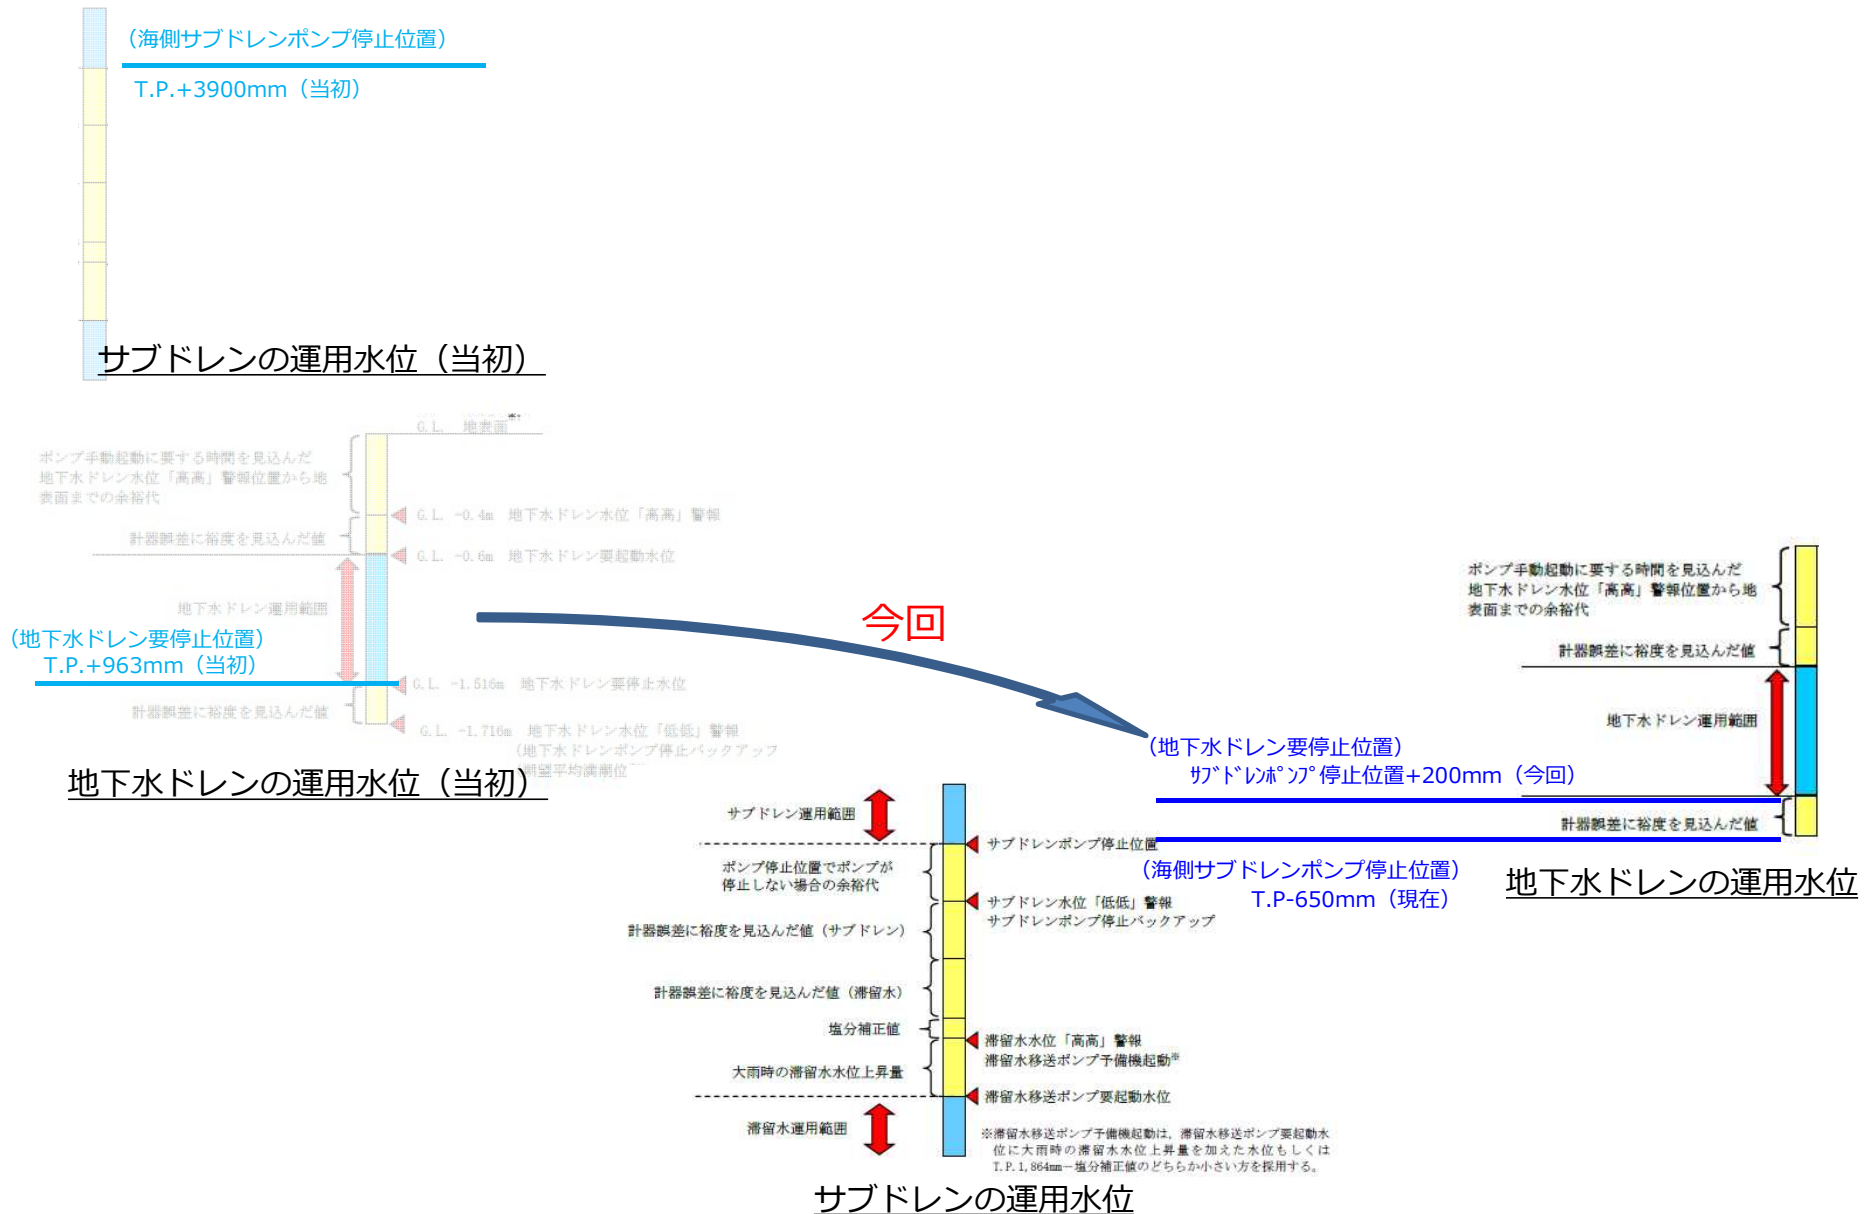 （海側サブドレンポンプ停止位置）
T.P.+3900mm（当初）
サブドレンの運用水位（当初）
G.L. 地表面
ポンプ手動起動に要する時間を見込んだ
地下水ドレン水位「高高」警報位置から地
表面までの余裕代
G.L. -0.4m 地下水ドレン水位「高高」警報
計器誤差に裕度を見込んだ値
G.L. -0.6m 地下水ドレン要起動水位
地下水ドレン運用範囲
（地下水ドレン要停止位置）
T.P.+963mm（当初）
G.L. -1.516m 地下水ドレン要停止水位
計器誤差に裕度を見込んだ値
G.L. -1.716m 地下水ドレン水位「低低」警報
（地下水ドレンポンプ停止バックアップ
朔望平均満潮位
地下水ドレンの運用水位（当初）
今回
ポンプ手動起動に要する時間を見込んだ
地下水ドレン水位「高高」警報位置から地
表面までの余裕代
計器誤差に裕度を見込んだ値
地下水ドレン運用範囲
（地下水ドレン要停止位置）
ｻﾌﾞﾄﾞﾚﾝﾎﾟﾝﾌﾟ停止位置+200mm（今回）
計器誤差に裕度を見込んだ値
（海側サブドレンポンプ停止位置）
T.P-650mm（現在）
地下水ドレンの運用水位
サブドレン運用範囲
サブドレンポンプ停止位置
ポンプ停止位置でポンプが
停止しない場合の余裕代
サブドレン水位「低低」警報
サブドレンポンプ停止バックアップ
計器誤差に裕度を見込んだ値（サブドレン）
計器誤差に裕度を見込んだ値（滞留水）
塩分補正値
滞留水水位「高高」警報
滞留水移送ポンプ予備機起動※
大雨時の滞留水水位上昇量
滞留水移送ポンプ要起動水位
滞留水運用範囲
※滞留水移送ポンプ予備機起動は、滞留水移送ポンプ要起動水
位に大雨時の滞留水水位上昇量を加えた水位もしくは
T.P.1,864mm－塩分補正値のどちらか小さい方を採用する。
サブドレンの運用水位